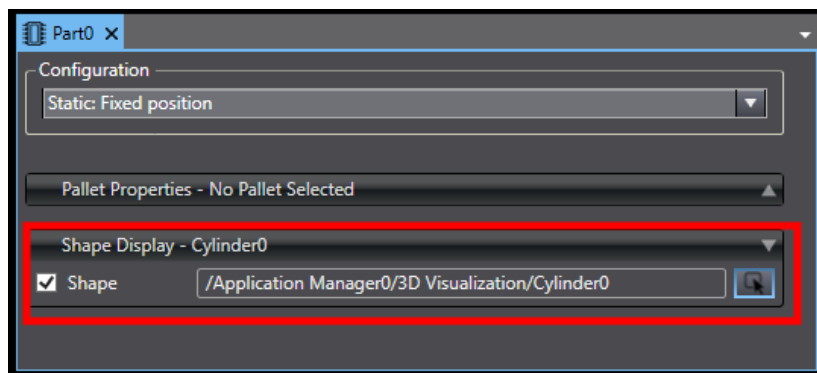 Part0
Configuration
Static: Fixed position
Pallet Properties - No Pallet Selected
Shape Display - Cylinder0
Shape /Application Manager0/3D Visualization/Cylinder0